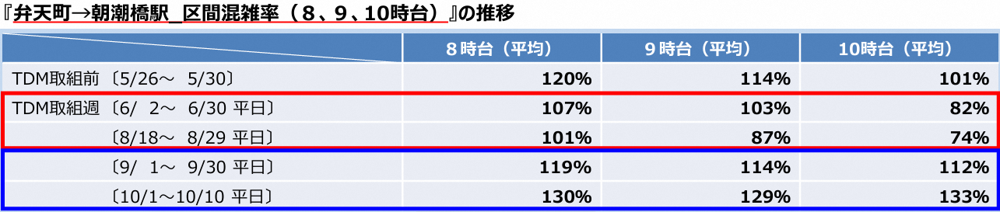 『弁天町→朝潮橋駅_区間混雑率（８、９、10時台）』の推移
８時台（平均） ９時台（平均） 10時台（平均）
TDM取組前〔5/26～ 5/30〕 120% 114% 101%
TDM取組週〔6/ 2～ 6/30 平日〕 107% 103% 82%
〔8/18～ 8/29 平日〕 101% 87% 74%
〔9/ 1～ 9/30 平日〕 119% 114% 112%
〔10/1～10/10 平日〕 130% 129% 133%